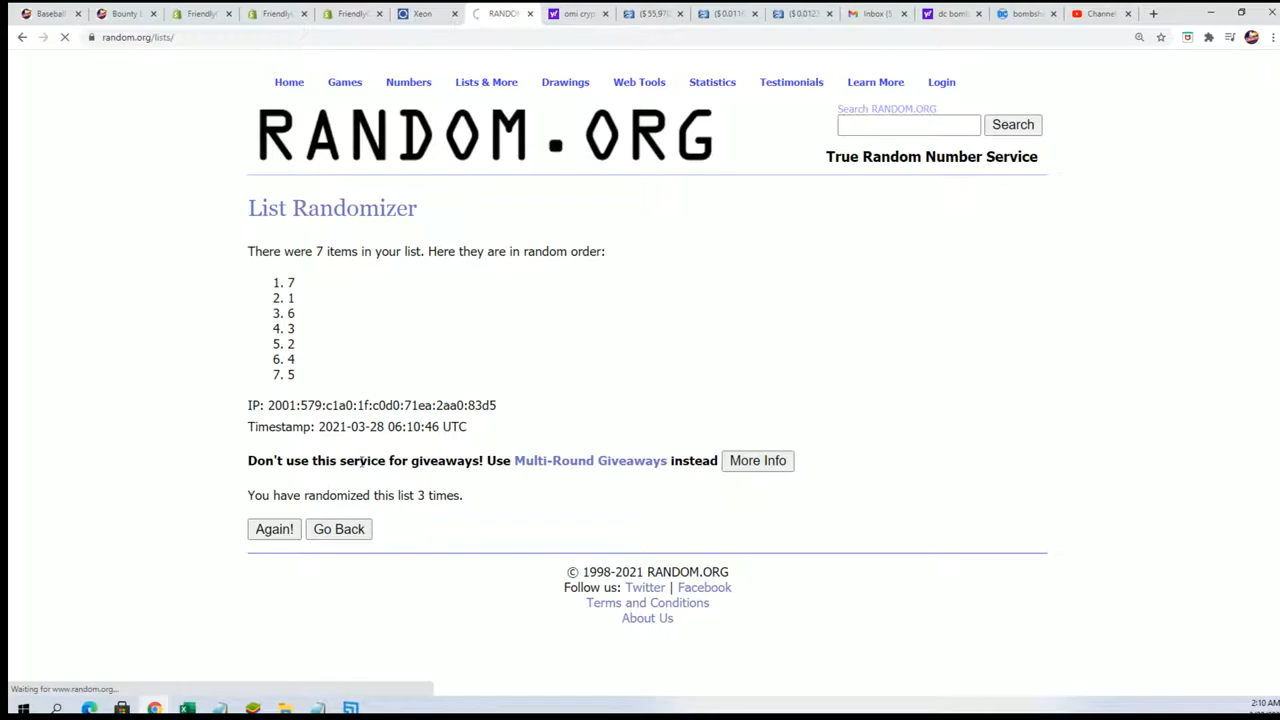 Baseball
Bounty
FriendlyC
FriendlyC
FriendlyC
Xeon
RANDOM
omi cryp
($ 55,970
($ 0.0116
($ 0.0123
Inbox (5
dc bomb
bombsh
Channel
random.org/lists/
Home Games Numbers Lists & More Drawings Web Tools Statistics Testimonials Learn More Login
RANDOM.ORG
Search RANDOM.ORG
Search
True Random Number Service
List Randomizer
There were 7 items in your list. Here they are in random order:
1. 7
2. 1
3. 6
4. 3
5. 2
6. 4
7. 5
IP: 2001:579:c1a0:1f:c0d0:71ea:2aa0:83d5
Timestamp: 2021-03-28 06:10:46 UTC
Don't use this service for giveaways! Use Multi-Round Giveaways instead More Info
You have randomized this list 3 times.
Again! Go Back
© 1998-2021 RANDOM.ORG
Follow us: Twitter | Facebook
Terms and Conditions
About Us
Waiting for www.random.org...
2:10 AM